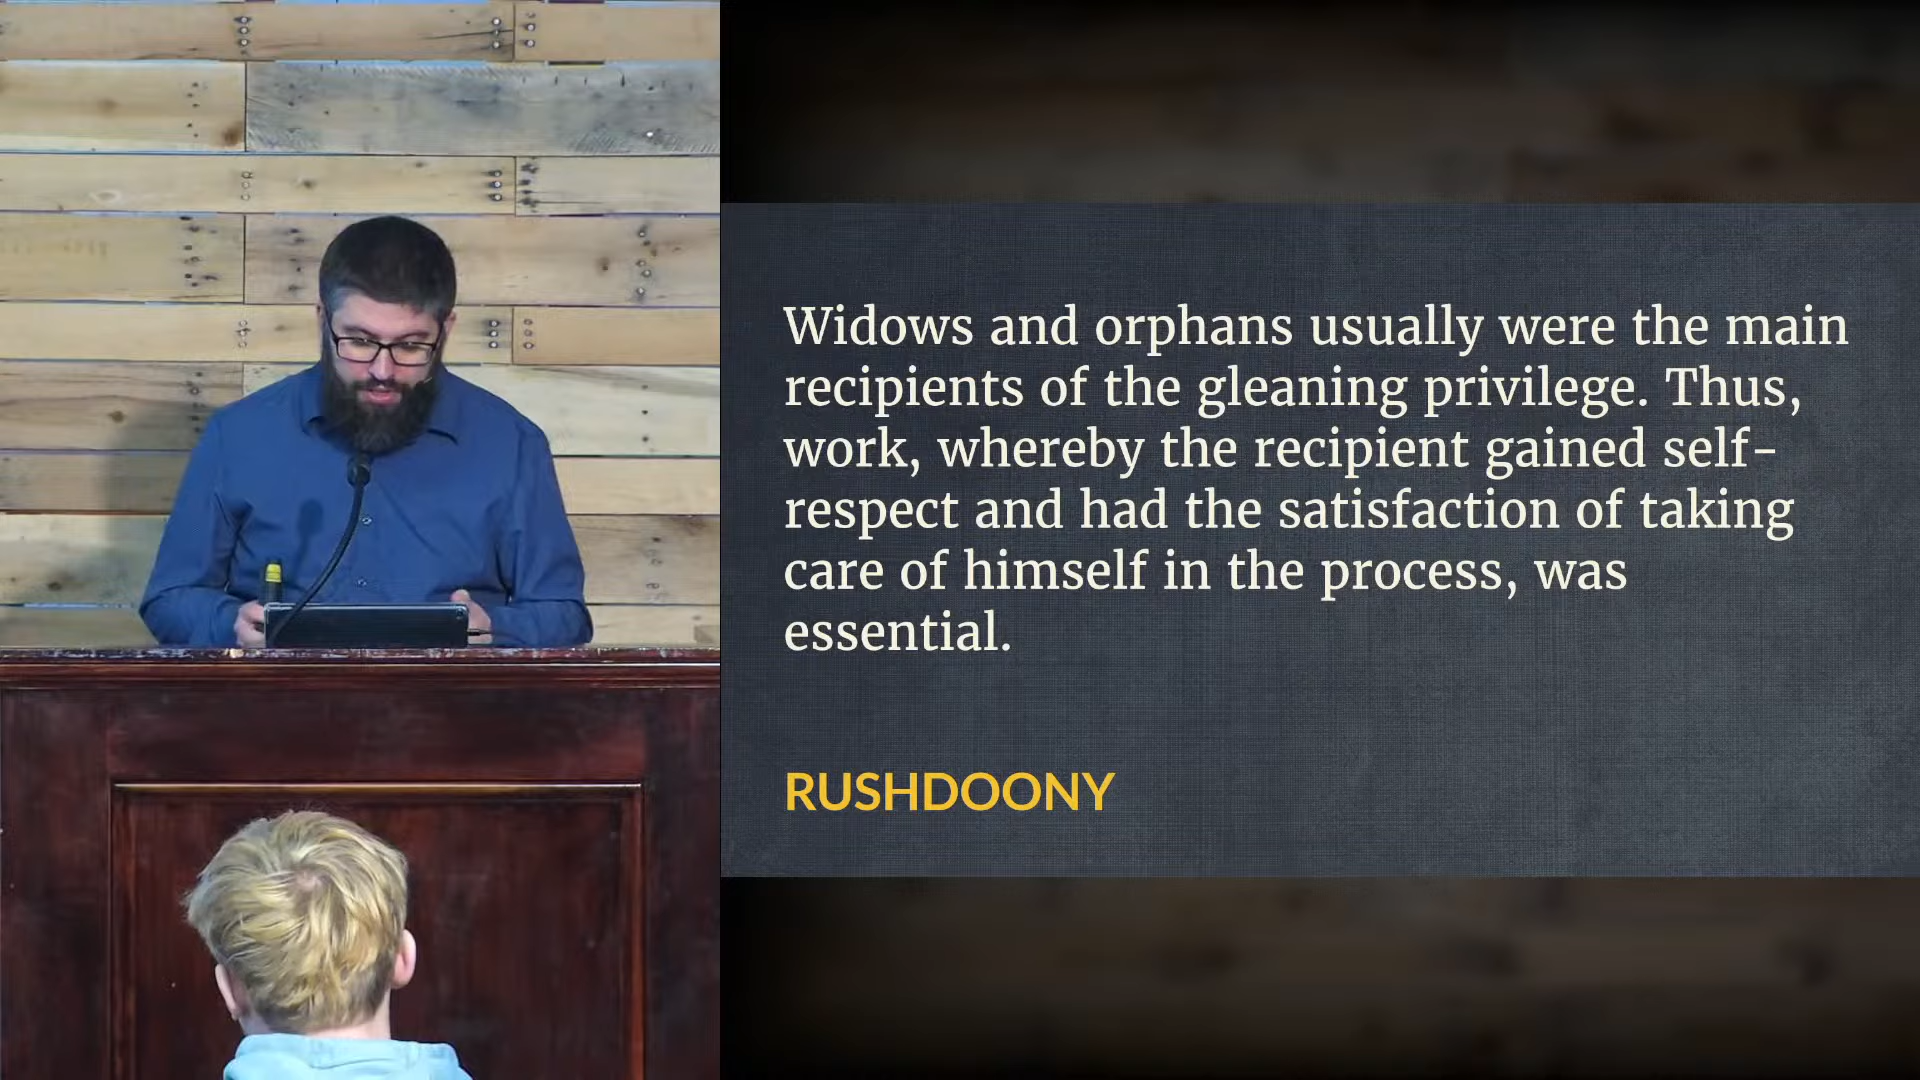 Widows and orphans usually were the main
recipients of the gleaning privilege. Thus,
work, whereby the recipient gained self-
respect and had the satisfaction of taking
care of himself in the process, was
essential.
RUSHDOONY